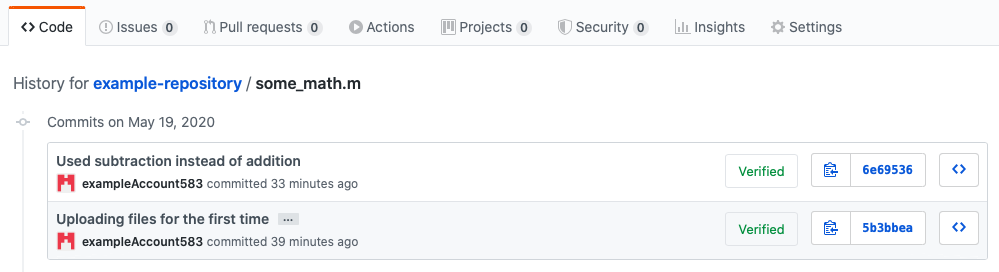 Code Issues 0 Pull requests 0 Actions Projects 0 Security 0 Insights Settings
History for example-repository / some_math.m
Commits on May 19, 2020
Used subtraction instead of addition
exampleAccount583 committed 33 minutes ago
Verified 6e69536
Uploading files for the first time ...
exampleAccount583 committed 39 minutes ago
Verified 5b3bbea